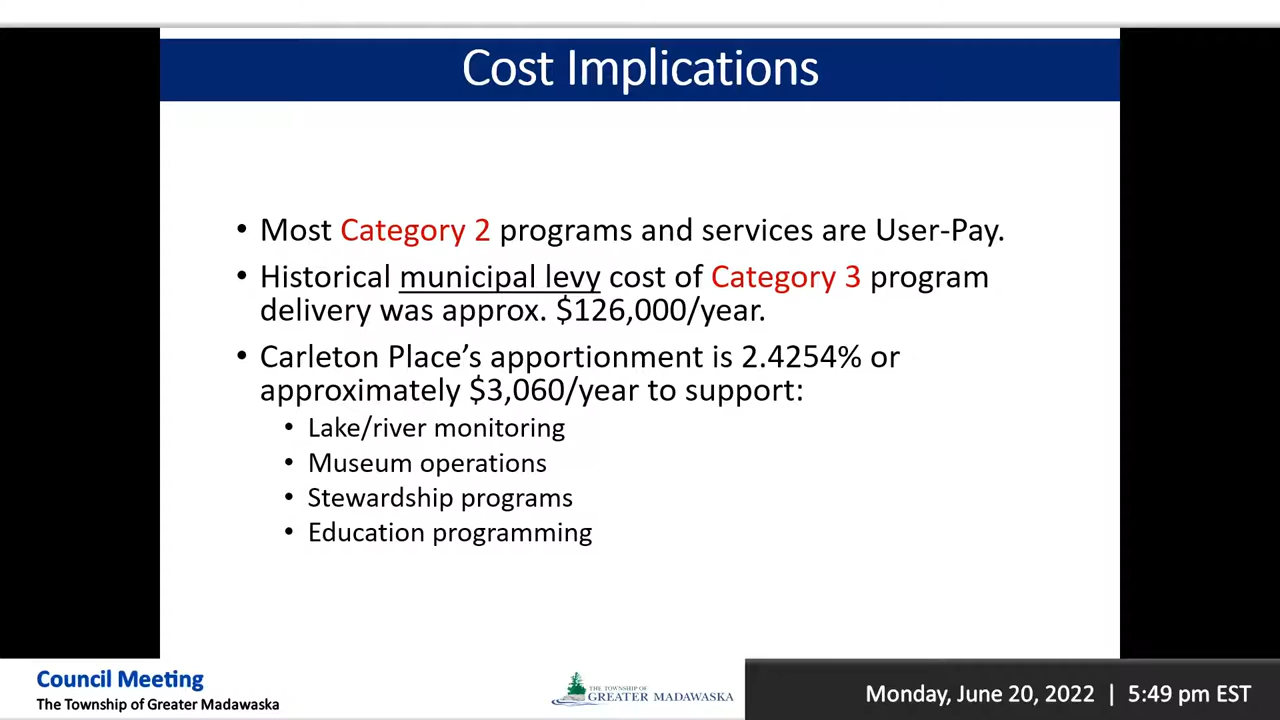 Cost Implications
• Most Category 2 programs and services are User-Pay.
• Historical municipal levy cost of Category 3 program
delivery was approx. $126,000/year.
• Carleton Place’s apportionment is 2.4254% or
approximately $3,060/year to support:
• Lake/river monitoring
• Museum operations
• Stewardship programs
• Education programming
Council Meeting
The Township of Greater Madawaska
THE TOWNSHIP OF
GREATER MADAWASKA
Monday, June 20, 2022 | 5:49 pm EST